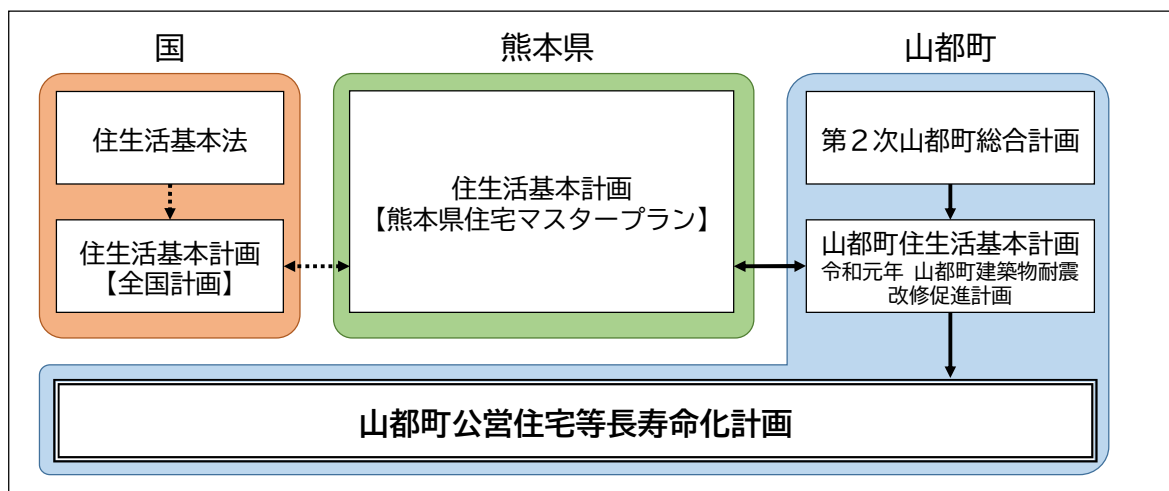 国
熊本県
山都町
住生活基本法
住生活基本計画
【全国計画】
住生活基本計画
【熊本県住宅マスタープラン】
第２次山都町総合計画
山都町住生活基本計画
令和元年 山都町建築物耐震
改修促進計画
山都町公営住宅等長寿命化計画